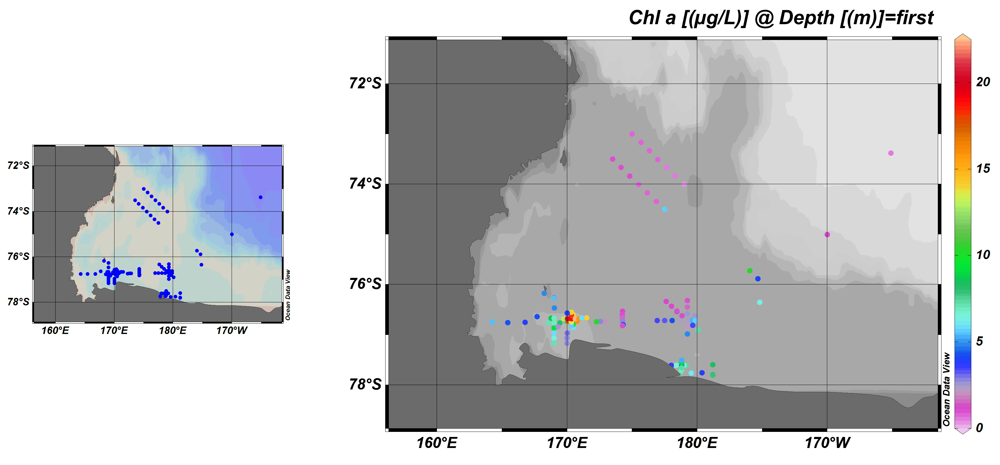 Chl a [(µg/L)] @ Depth [(m)]=first
72°S
74°S
76°S
78°S
160°E
170°E
180°E
170°W
Ocean Data View
72°S
74°S
76°S
78°S
160°E
170°E
180°E
170°W
Ocean Data View
20
15
10
5
0